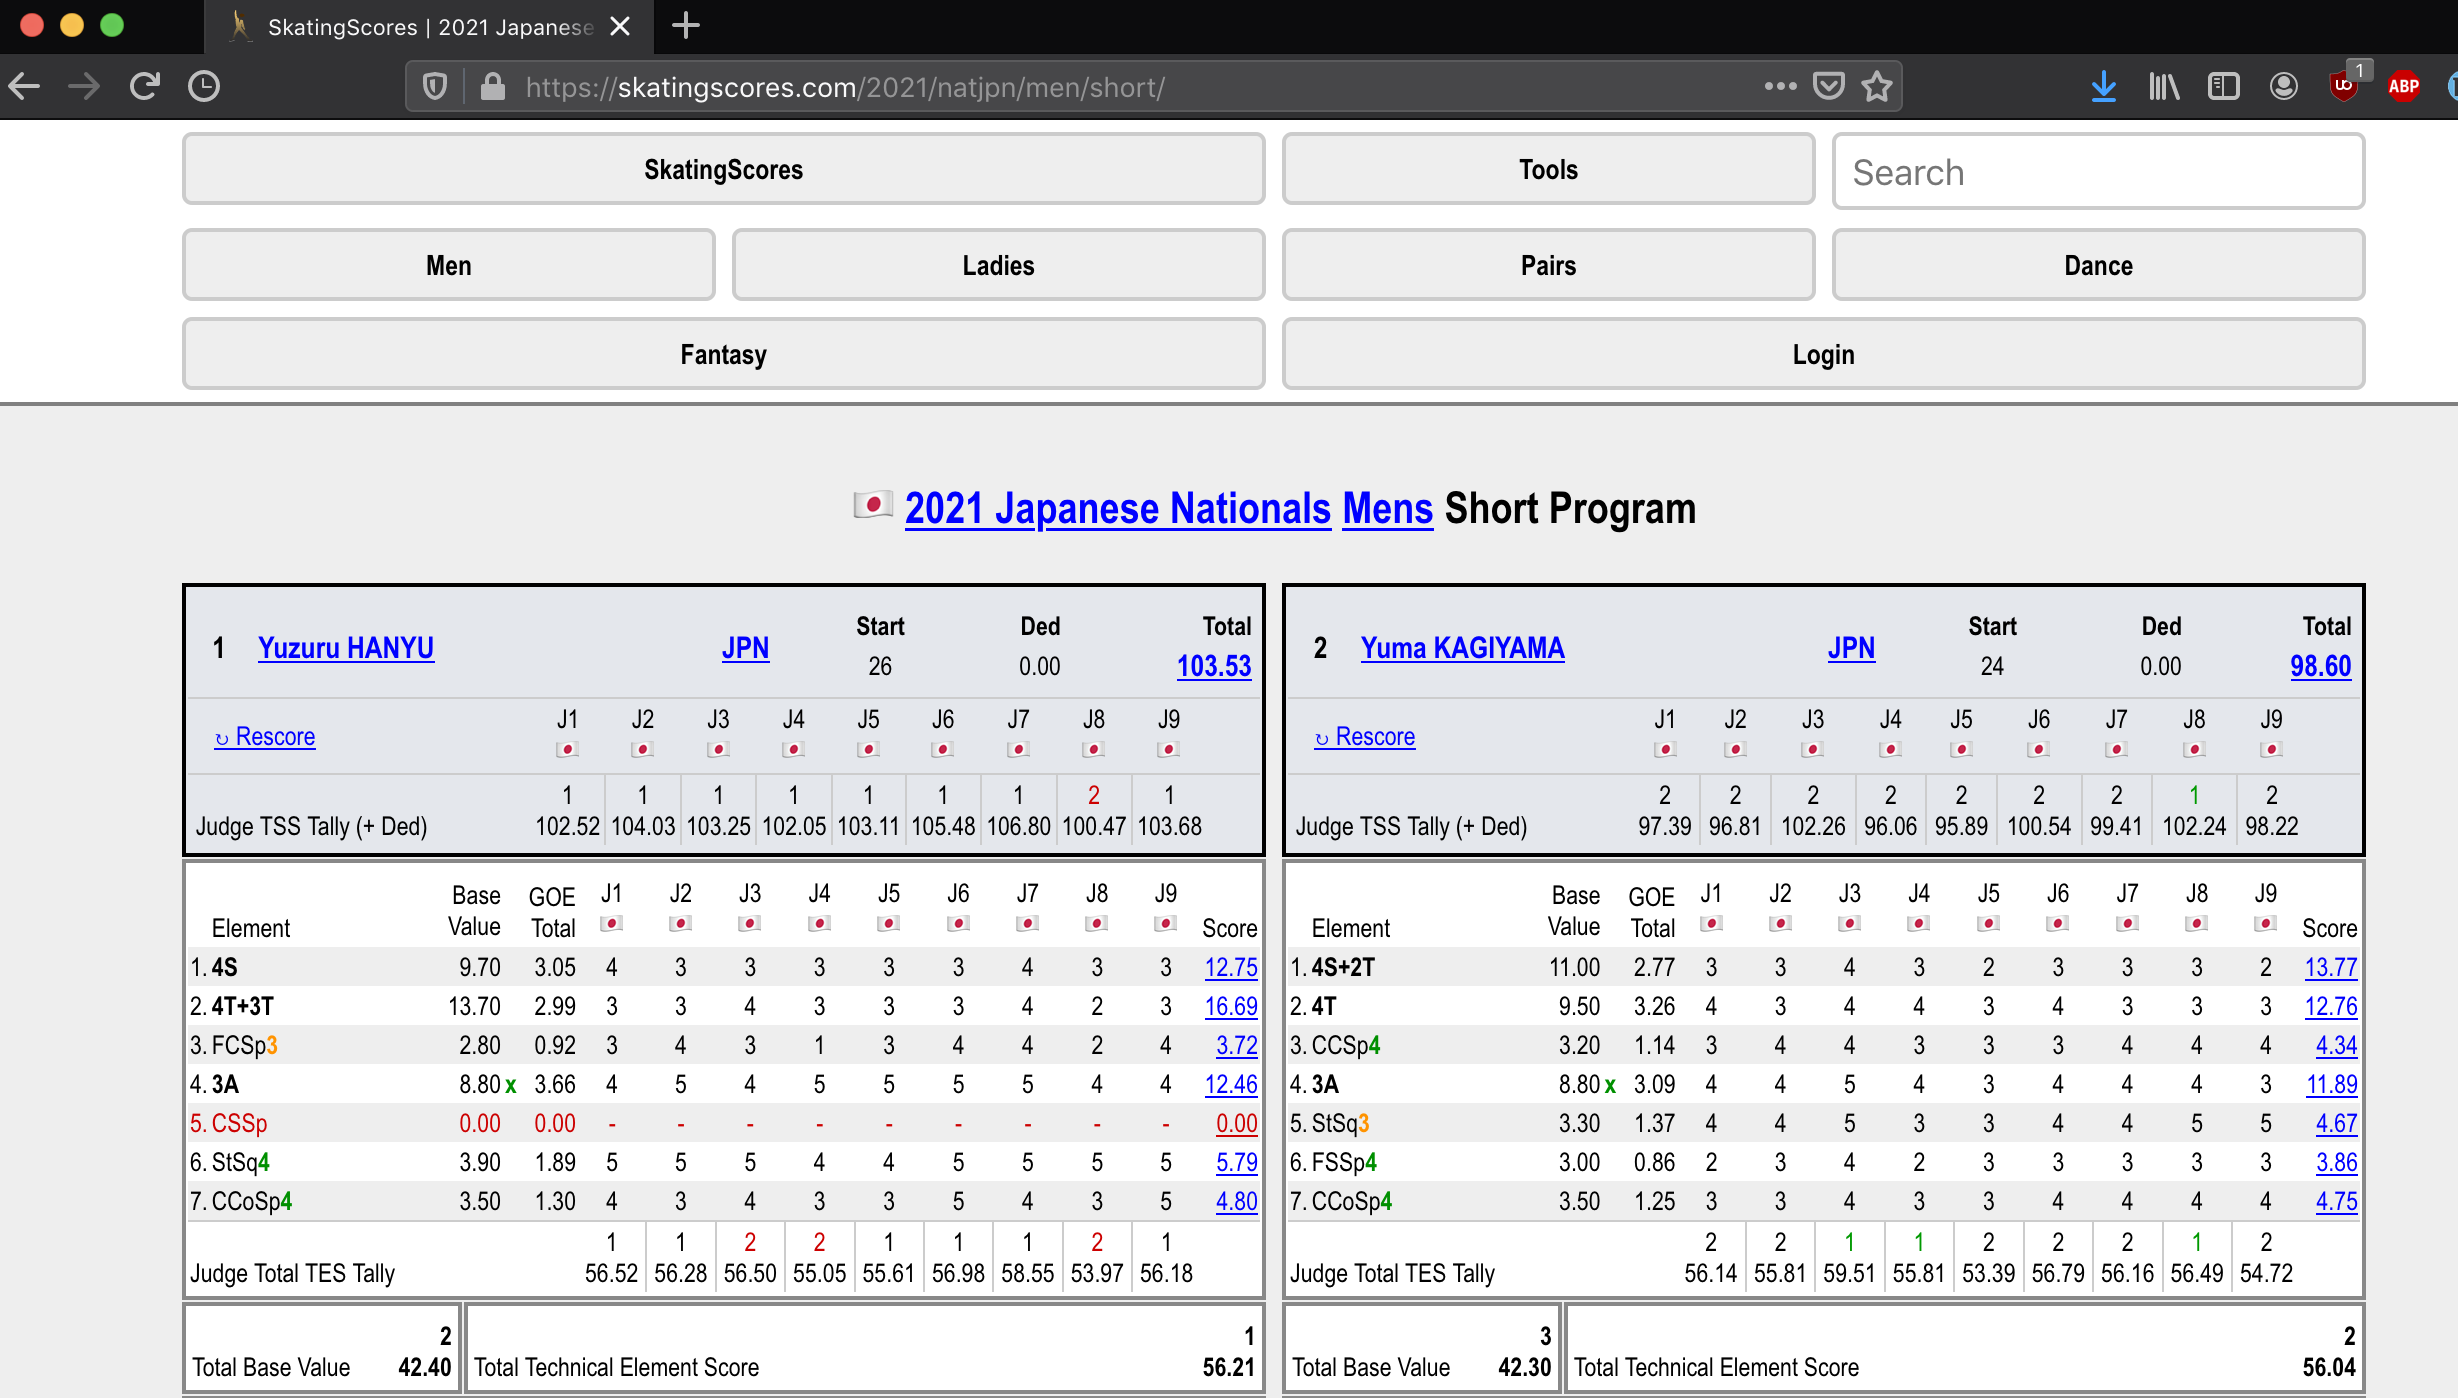 SkatingScores | 2021 Japanese
https://skatingscores.com/2021/natjpn/men/short/
1
ABP
SkatingScores Tools Search
Men Ladies Pairs Dance
Fantasy Login
2021 Japanese Nationals Mens Short Program
1 Yuzuru HANYU JPN Start 26 Ded 0.00 Total 103.53
Rescore J1 J2 J3 J4 J5 J6 J7 J8 J9
1 1 1 1 1 1 1 2 1
Judge TSS Tally (+ Ded) 102.52 104.03 103.25 102.05 103.11 105.48 106.80 100.47 103.68
Element Base Value GOE Total J1 J2 J3 J4 J5 J6 J7 J8 J9 Score
1. 4S 9.70 3.05 4 3 3 3 3 3 4 3 3 12.75
2. 4T+3T 13.70 2.99 3 3 4 3 3 3 4 2 3 16.69
3. FCSp3 2.80 0.92 3 4 3 1 3 4 4 2 4 3.72
4. 3A 8.80 x 3.66 4 5 4 5 5 5 5 4 4 12.46
5. CSSp 0.00 0.00 - - - - - - - - - 0.00
6. StSq4 3.90 1.89 5 5 5 4 4 5 5 5 5 5.79
7. CCoSp4 3.50 1.30 4 3 4 3 3 5 4 3 5 4.80
1 1 2 2 1 1 1 2 1
Judge Total TES Tally 56.52 56.28 56.50 55.05 55.61 56.98 58.55 53.97 56.18
2 1
Total Base Value 42.40 Total Technical Element Score 56.21
2 Yuma KAGIYAMA JPN Start 24 Ded 0.00 Total 98.60
Rescore J1 J2 J3 J4 J5 J6 J7 J8 J9
2 2 2 2 2 2 2 1 2
Judge TSS Tally (+ Ded) 97.39 96.81 102.26 96.06 95.89 100.54 99.41 102.24 98.22
Element Base Value GOE Total J1 J2 J3 J4 J5 J6 J7 J8 J9 Score
1. 4S+2T 11.00 2.77 3 3 4 3 2 3 3 3 2 13.77
2. 4T 9.50 3.26 4 3 4 4 3 4 3 3 3 12.76
3. CCSp4 3.20 1.14 3 4 4 3 3 3 4 4 4 4.34
4. 3A 8.80 x 3.09 4 4 5 4 3 4 4 4 3 11.89
5. StSq3 3.30 1.37 4 4 5 3 3 4 4 5 5 4.67
6. FSSp4 3.00 0.86 2 3 4 2 3 3 3 3 3 3.86
7. CCoSp4 3.50 1.25 3 3 4 3 3 4 4 4 4 4.75
2 2 1 1 2 2 2 1 2
Judge Total TES Tally 56.14 55.81 59.51 55.81 53.39 56.79 56.16 56.49 54.72
3 2
Total Base Value 42.30 Total Technical Element Score 56.04